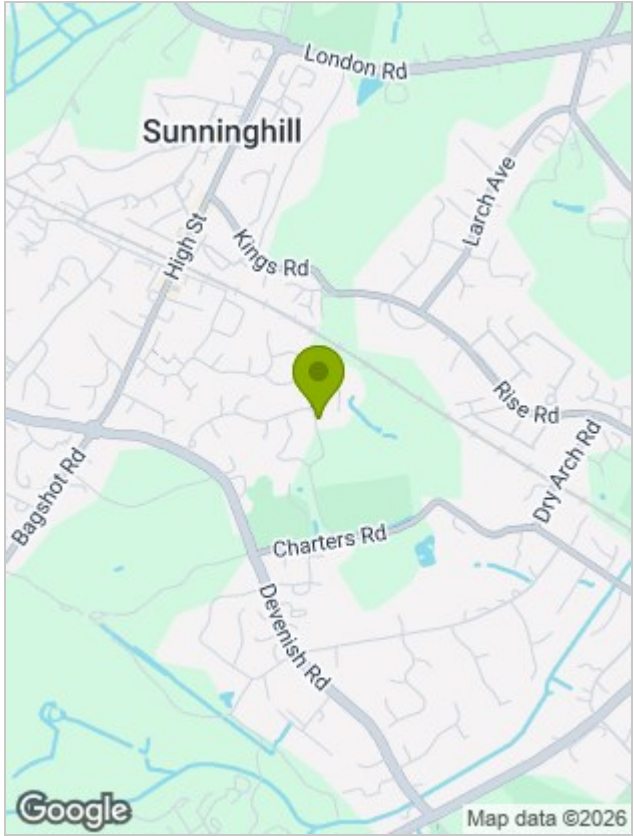 London Rd
Sunninghill
Larch Ave
High St
Kings Rd
Rise Rd
Dry Arch Rd
Bagshot Rd
Charters Rd
Devenish Rd
Google
Map data ©2026